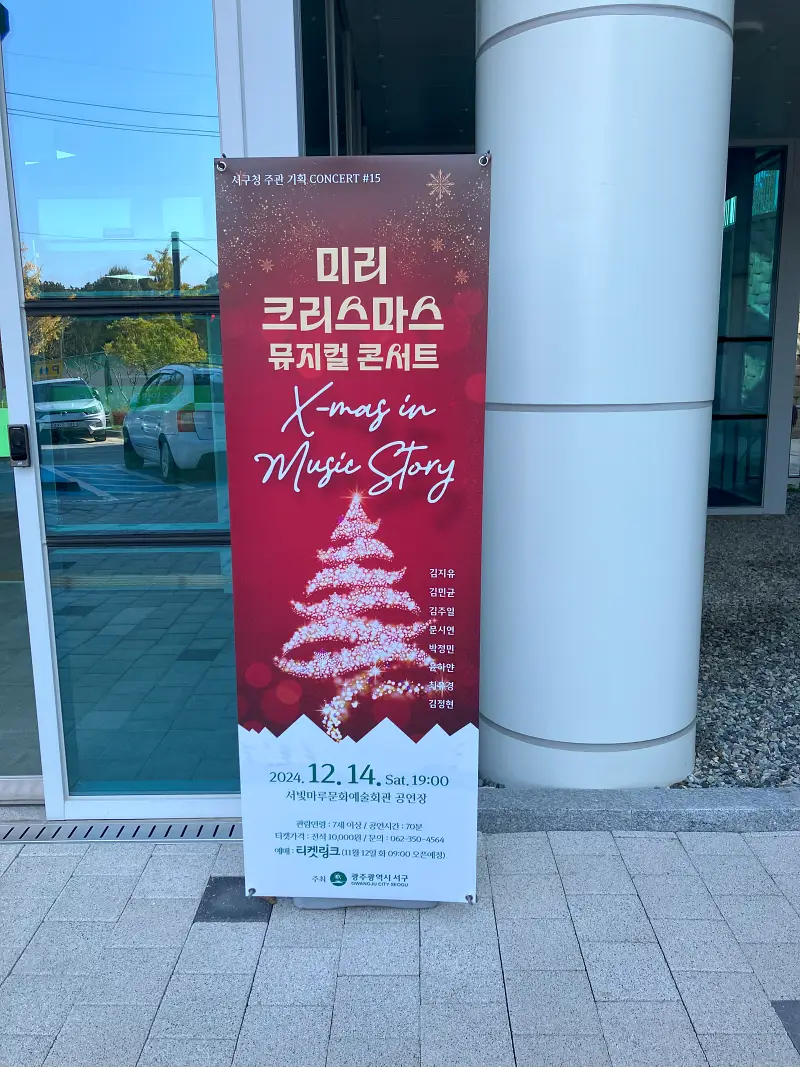 서구청 주관 기획 CONCERT #15
미리
크리스마스
뮤지컬 콘서트
X-mas in
Music Story
김지유
김민균
김주일
문시연
박정민
윤하얀
최유경
김정현
2024. 12. 14. Sat. 19:00
서빛마루문화예술회관 공연장
관람연령 : 7세 이상 / 공연시간 : 70분
티켓가격 : 전석 10,000원 / 문의 : 062-350-4564
예매 : 티켓링크 (11월 12일 화 09:00 오픈예정)
주최 광주광역시 서구
GWANGJU CITY SEOGU